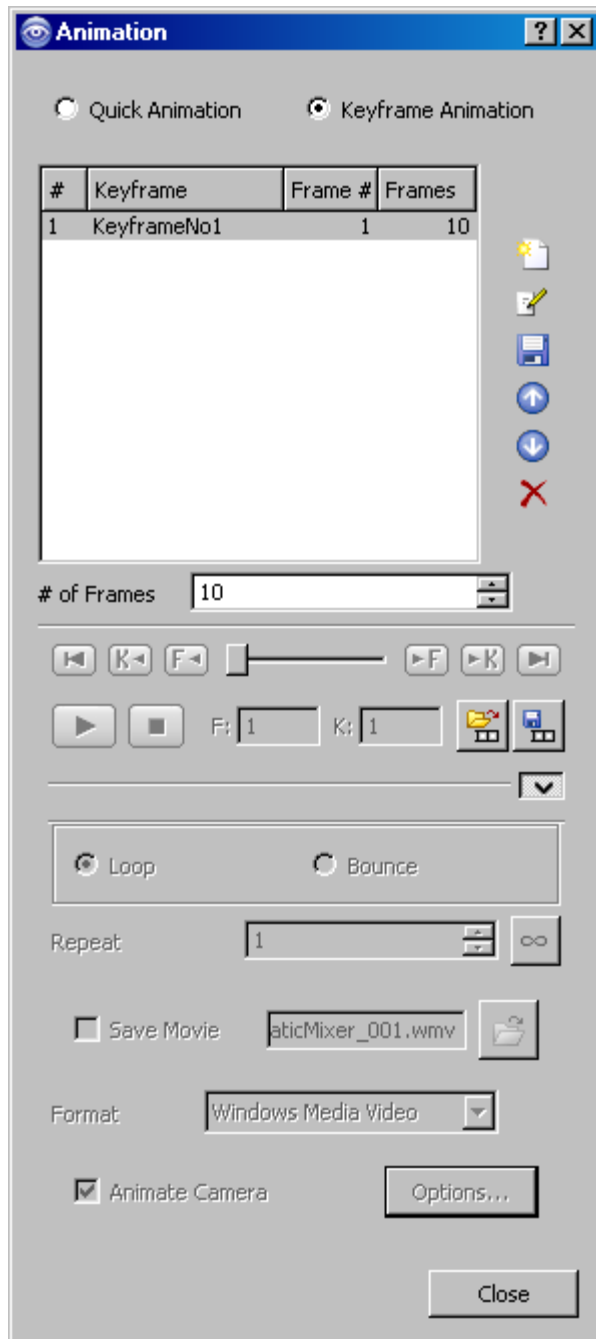 Animation
Quick Animation Keyframe Animation
# Keyframe Frame # Frames
1 KeyframeNo1 1 10
# of Frames 10
K F F K
F: 1 K: 1
Loop Bounce
Repeat 1 ∞
Save Movie aticMixer_001.wmv
Format Windows Media Video
Animate Camera Options...
Close